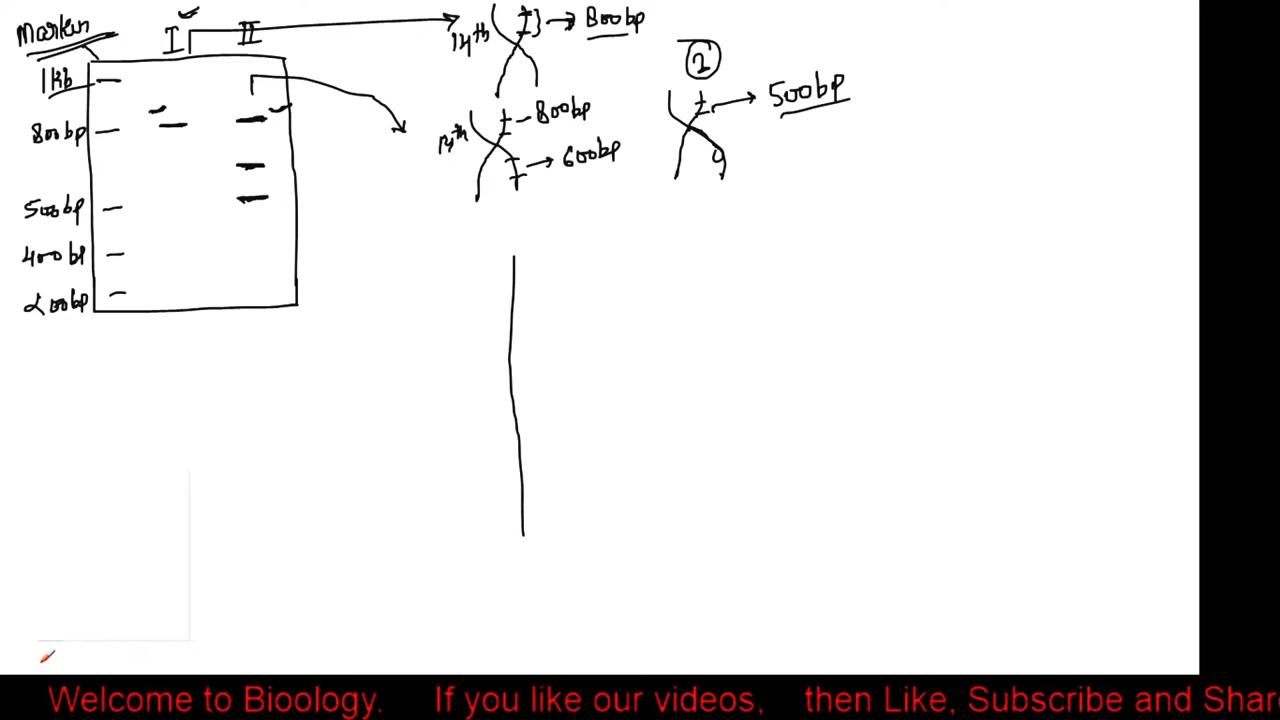 Marker
I II
1kb
800bp
500bp
400bp
200bp
14th
800bp
14th
800bp
600bp
2
500bp
Welcome to Bioology. If you like our videos, then Like, Subscribe and Shar